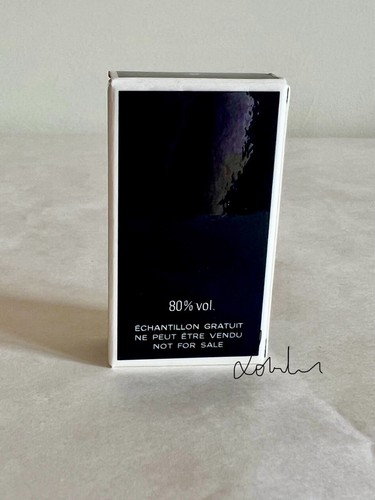 80% vol.
ÉCHANTILLON GRATUIT
NE PEUT ÊTRE VENDU
NOT FOR SALE